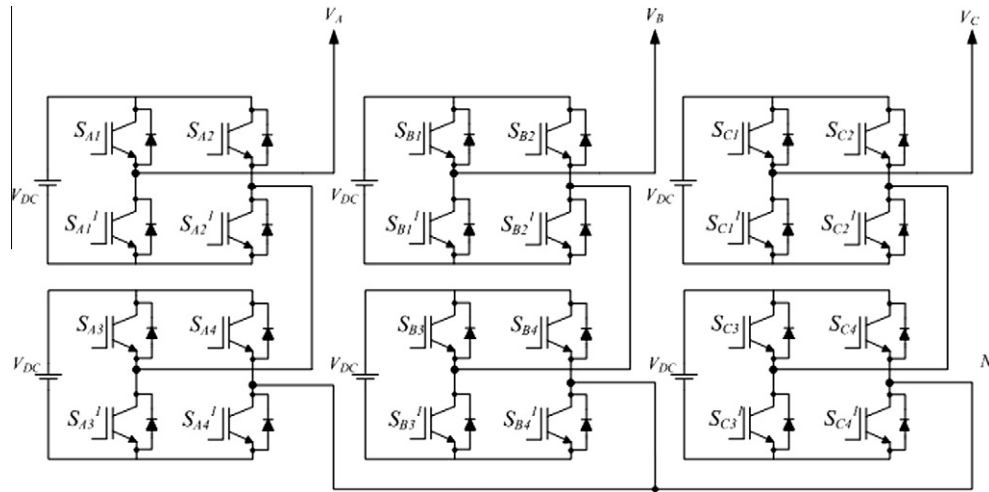 V_A V_B V_C
S_A1 S_A2 S_B1 S_B2 S_C1 S_C2
V_DC V_DC V_DC
S_A1^1 S_A2^1 S_B1^1 S_B2^1 S_C1^1 S_C2^1
S_A3 S_A4 S_B3 S_B4 S_C3 S_C4
V_DC V_DC V_DC N
S_A3^1 S_A4^1 S_B3^1 S_B4^1 S_C3^1 S_C4^1